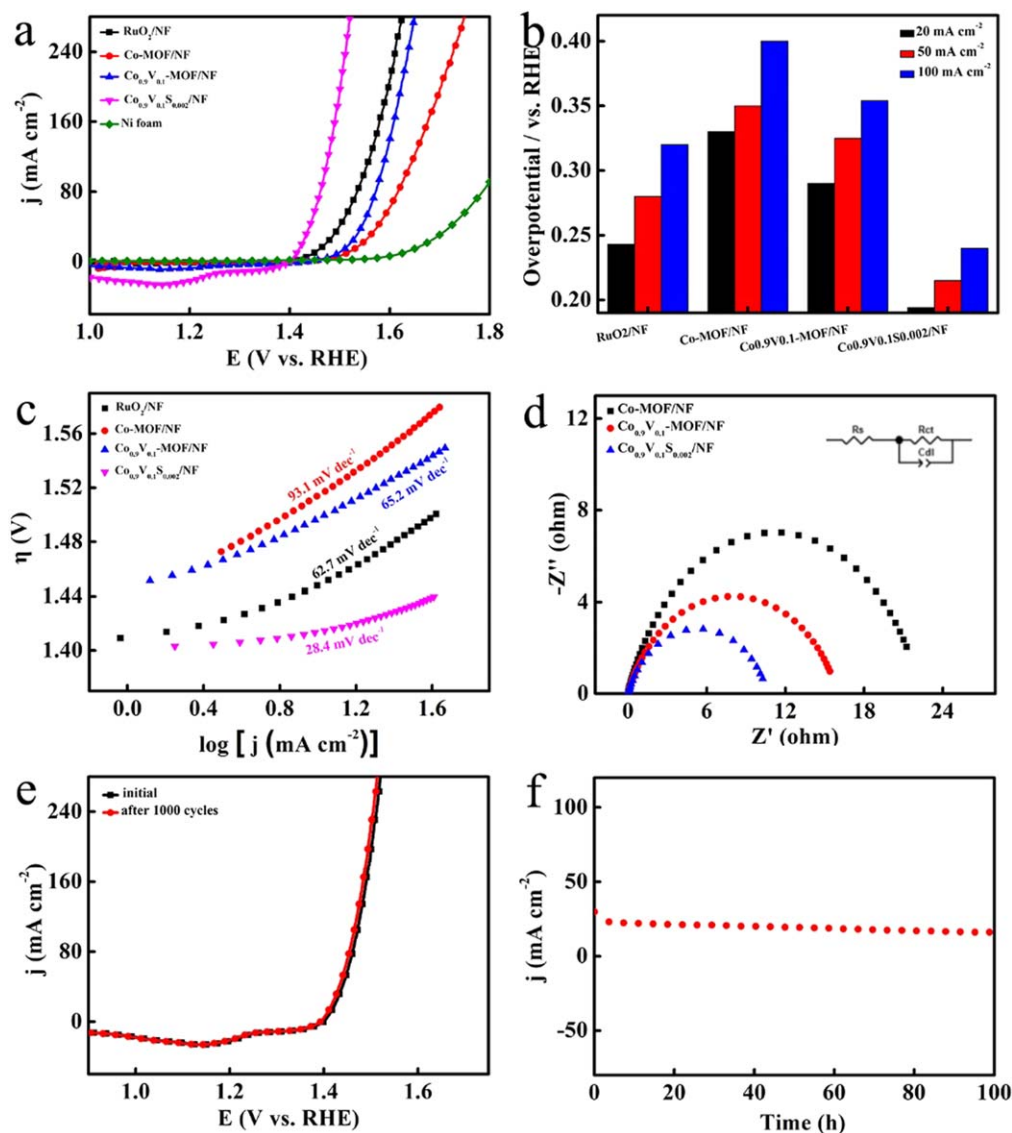 a
280
240
160
80
0
j (mA cm⁻²)
RuO₂/NF
Co-MOF/NF
Co₀.₉V₀.₁-MOF/NF
Co₀.₉V₀.₁S₀.₀₀₂/NF
Ni foam
1.0 1.2 1.4 1.6 1.8
E (V vs. RHE)
b
0.40
0.35
0.30
0.25
0.20
Overpotential / vs. RHE
20 mA cm⁻²
50 mA cm⁻²
100 mA cm⁻²
RuO2/NF
Co-MOF/NF
Co0.9V0.1-MOF/NF
Co0.9V0.1S0.002/NF
c
1.56
1.52
1.48
1.44
1.40
η (V)
RuO₂/NF
Co-MOF/NF
Co₀.₉V₀.₁-MOF/NF
Co₀.₉V₀.₁S₀.₀₀₂/NF
93.1 mV dec⁻¹
65.2 mV dec⁻¹
62.7 mV dec⁻¹
28.4 mV dec⁻¹
0.0 0.4 0.8 1.2 1.6
log [ j (mA cm⁻²)]
d
-12
-8
4
0
-Z'' (ohm)
Co-MOF/NF
Co₀.₉V₀.₁-MOF/NF
Co₀.₉V₀.₁S₀.₀₀₂/NF
Rs
Rct
Cdl
0 6 12 18 24
Z' (ohm)
e
240
160
80
0
j (mA cm⁻²)
initial
after 1000 cycles
1.0 1.2 1.4 1.6
E (V vs. RHE)
f
100
50
0
-50
j (mA cm⁻²)
0 20 40 60 80 100
Time (h)